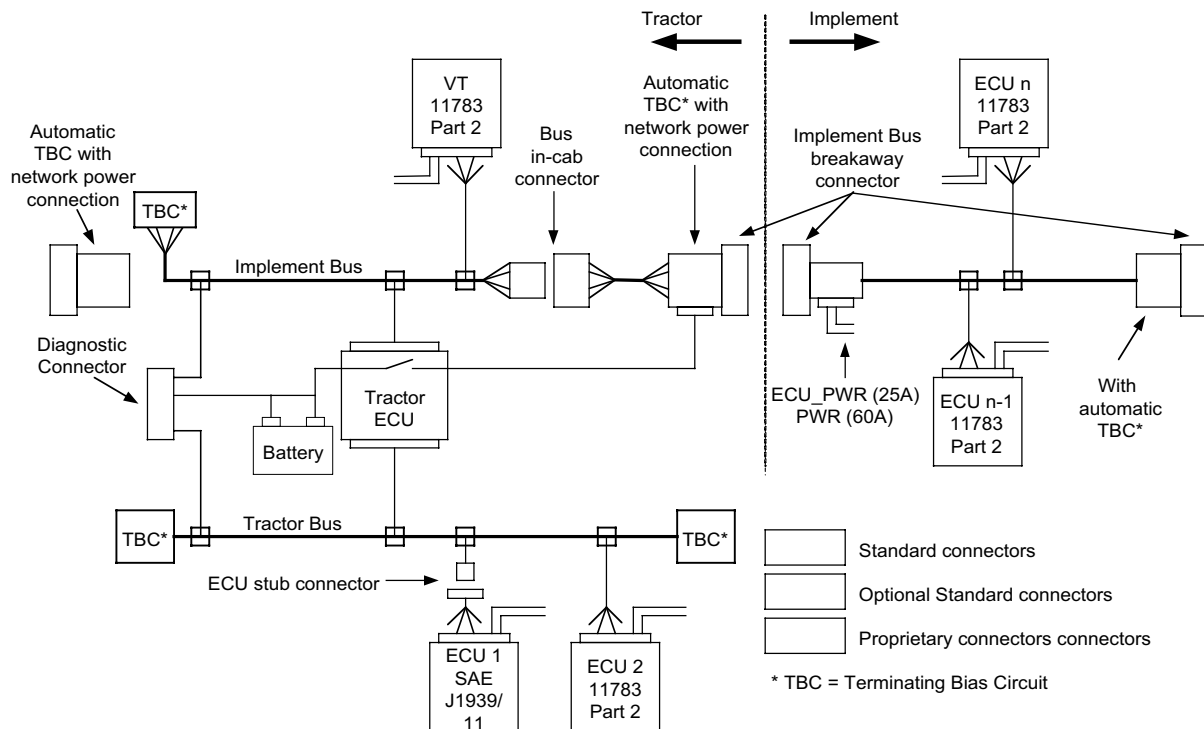 Tractor
Implement
VT
11783
Part 2
Automatic
TBC* with
network power
connection
ECU n
11783
Part 2
Automatic
TBC with
network power
connection
Bus
in-cab
connector
Implement Bus
breakaway
connector
TBC*
Implement Bus
Diagnostic
Connector
Tractor
ECU
Battery
ECU_PWR (25A)
PWR (60A)
ECU n-1
11783
Part 2
With
automatic
TBC*
TBC*
Tractor Bus
TBC*
ECU stub connector
ECU 1
SAE
J1939/
11
ECU 2
11783
Part 2
Standard connectors
Optional Standard connectors
Proprietary connectors connectors
* TBC = Terminating Bias Circuit